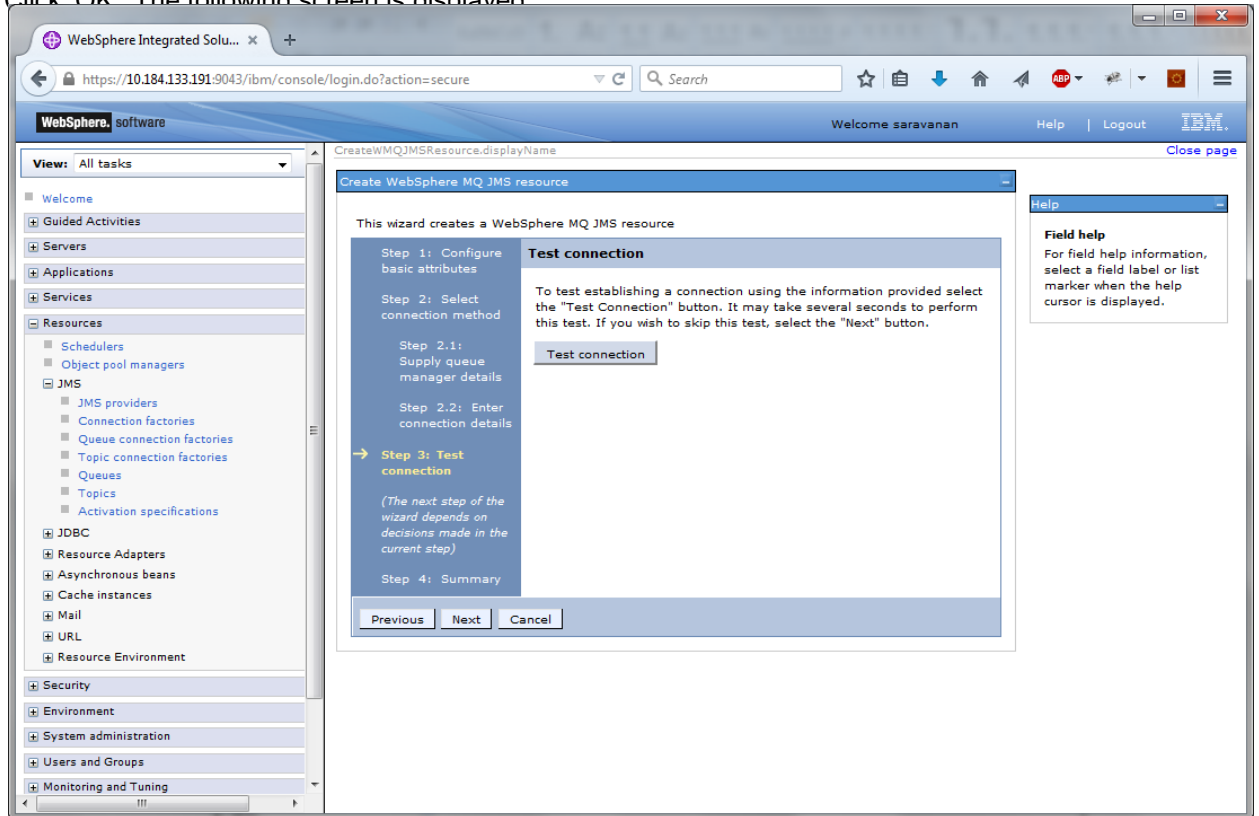 Click 'OK'. The following screen is displayed
WebSphere Integrated Solu... × +
https://10.184.133.191:9043/ibm/console/login.do?action=secure
Search
ABP
WebSphere. software
Welcome saravanan
Help | Logout
IBM.
View: All tasks
CreateWMQJMSResource.displayName
Close page
Welcome
Guided Activities
Servers
Applications
Services
Resources
Schedulers
Object pool managers
JMS
JMS providers
Connection factories
Queue connection factories
Topic connection factories
Queues
Topics
Activation specifications
JDBC
Resource Adapters
Asynchronous beans
Cache instances
Mail
URL
Resource Environment
Security
Environment
System administration
Users and Groups
Monitoring and Tuning
Create WebSphere MQ JMS resource
This wizard creates a WebSphere MQ JMS resource
Step 1: Configure
basic attributes
Step 2: Select
connection method
Step 2.1:
Supply queue
manager details
Step 2.2: Enter
connection details
Step 3: Test
connection
(The next step of the
wizard depends on
decisions made in the
current step)
Step 4: Summary
Test connection
To test establishing a connection using the information provided select
the "Test Connection" button. It may take several seconds to perform
this test. If you wish to skip this test, select the "Next" button.
Test connection
Previous Next Cancel
Help
Field help
For field help information,
select a field label or list
marker when the help
cursor is displayed.